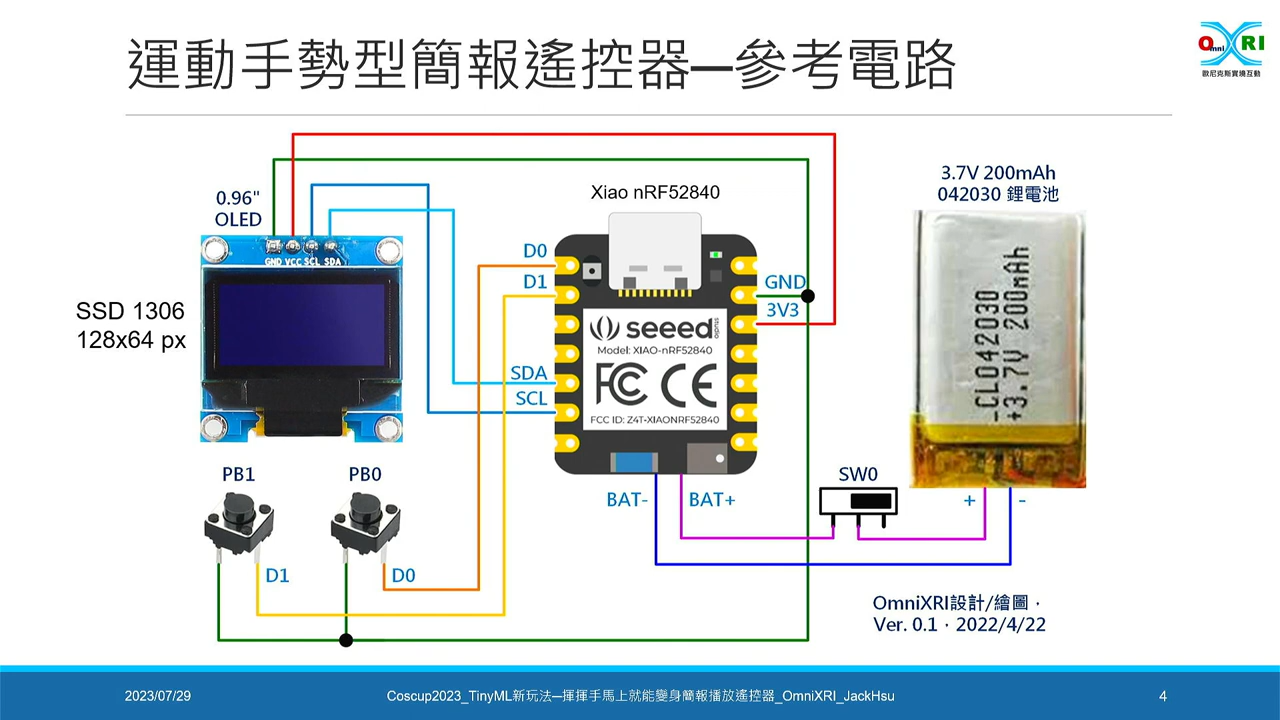 運動手勢型簡報遙控器─參考電路
Omni XRI
歐尼克斯實境互動
0.96"
OLED
GND VCC SCL SDA
SSD 1306
128x64 px
Xiao nRF52840
D0
D1
SDA
SCL
GND
3V3
seeed studio
Model: XIAO-nRF52840
FCC ID: Z4T-XIAONRF52840
BAT-
BAT+
3.7V 200mAh
042030 鋰電池
-CL042030
+3.7V 200mAh
SW0
+
-
PB1
PB0
D1
D0
OmniXRI設計/繪圖，
Ver. 0.1，2022/4/22
2023/07/29
Coscup2023_TinyML新玩法─揮揮手馬上就能變身簡報播放遙控器_OmniXRI_JackHsu
4